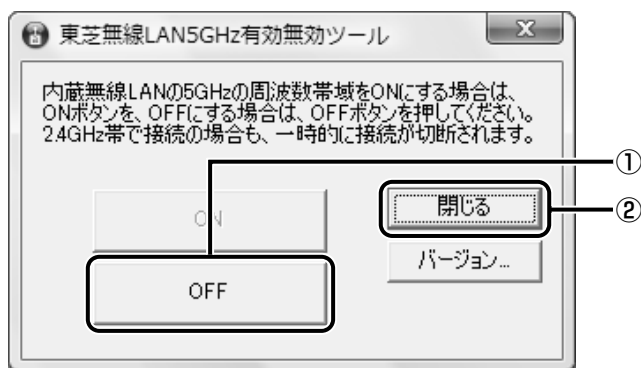 東芝無線LAN5GHz有効無効ツール
内蔵無線LANの5GHzの周波数帯域をONにする場合は、
ONボタンを、OFFにする場合は、OFFボタンを押してください。
2.4GHz帯で接続の場合も、一時的に接続が切断されます。
①
ON
閉じる
②
バージョン...
OFF